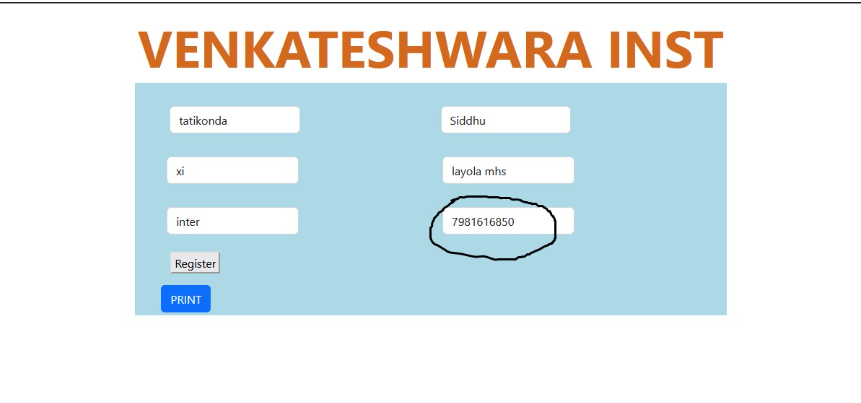 VENKATESHWARA INST
tatikonda Siddhu
xi layola mhs
inter 7981616850
Register
PRINT